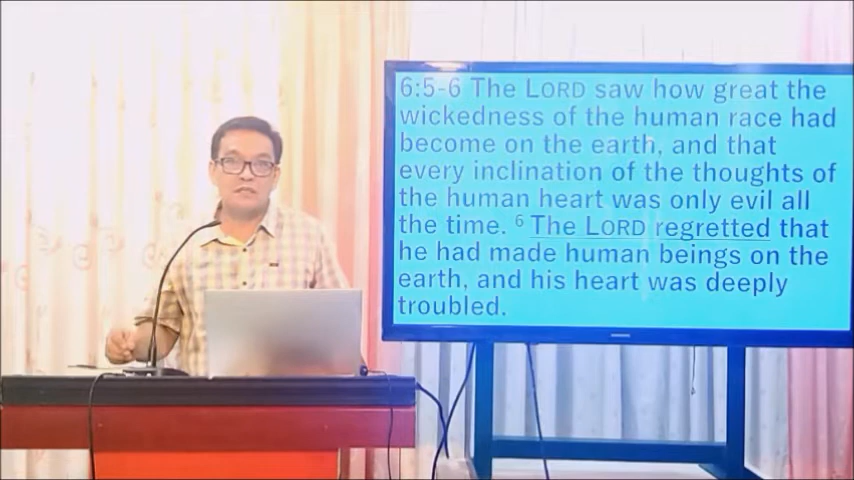 6:5-6 The LORD saw how great the
wickedness of the human race had
become on the earth, and that
every inclination of the thoughts of
the human heart was only evil all
the time. ⁶ The LORD regretted that
he had made human beings on the
earth, and his heart was deeply
troubled.